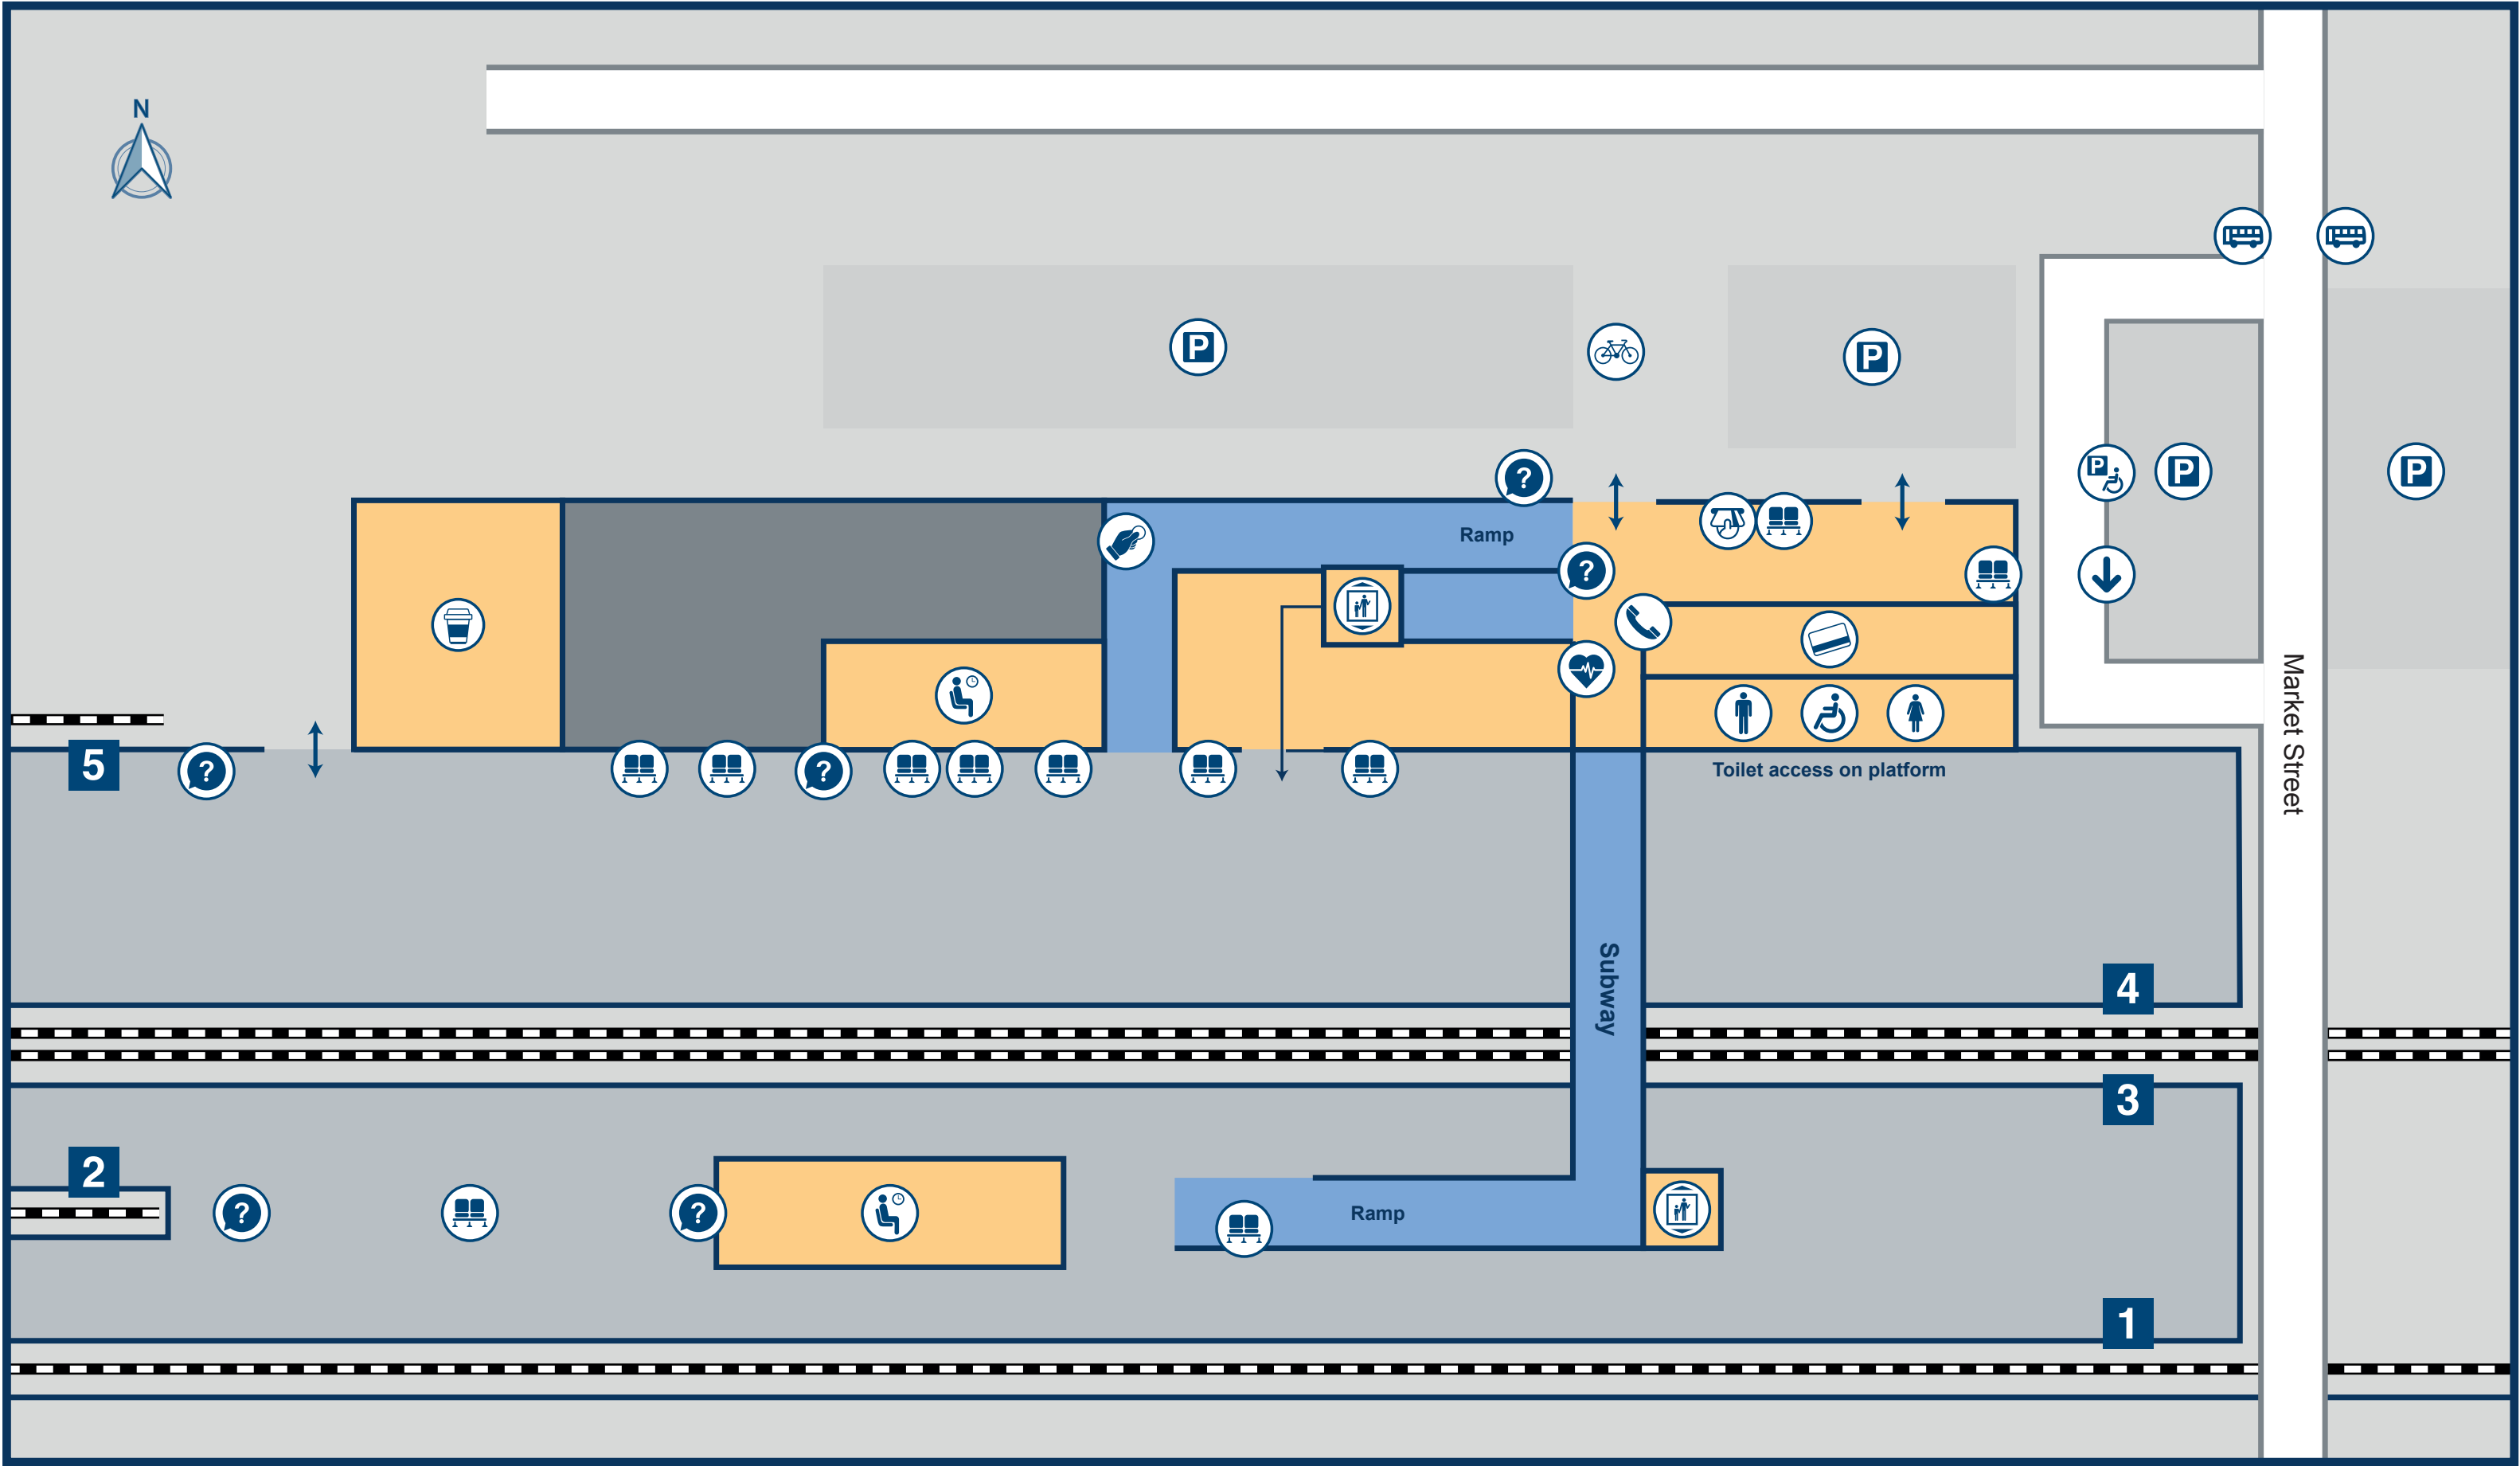 N
P
P
P
P
P
?
Ramp
?
5
?
?
Toilet access on platform
Market Street
Subway
4
3
2
?
?
Ramp
1